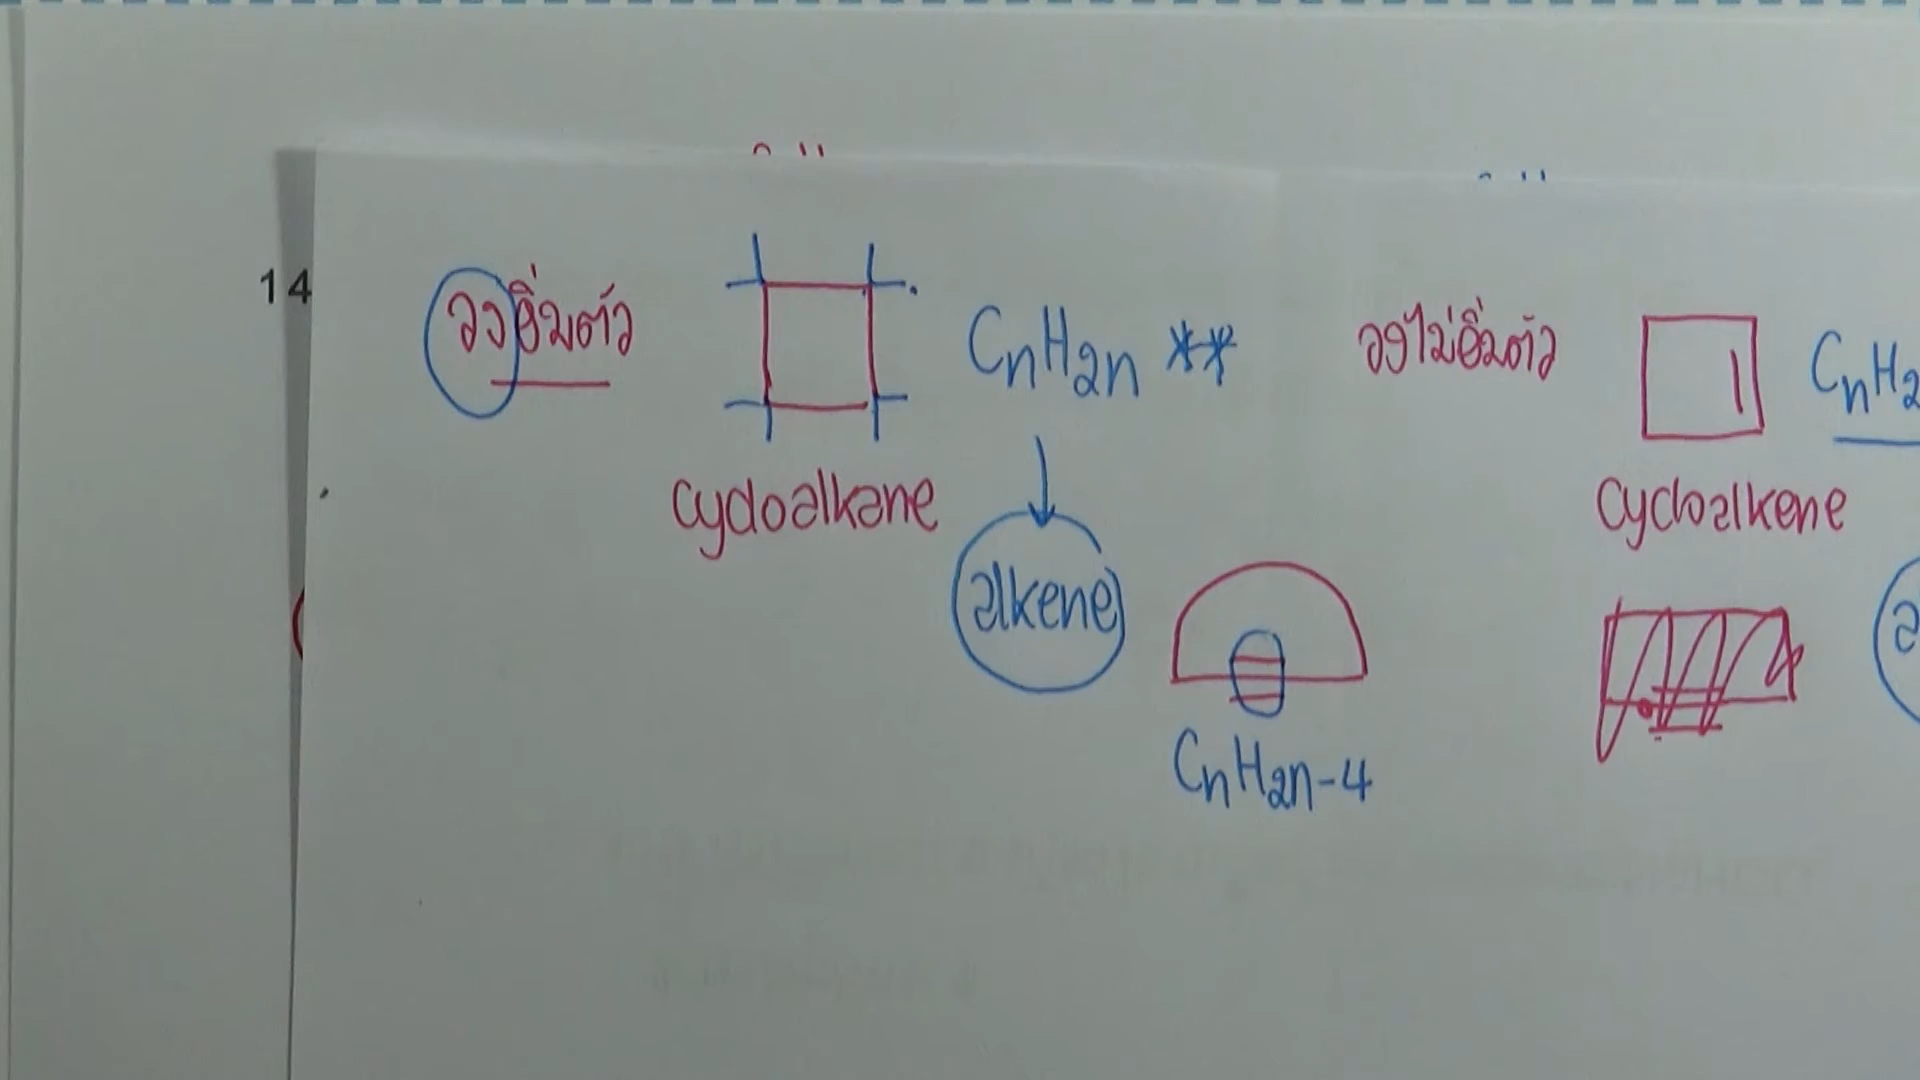 14
วงอิ่มตัว
CnH2n **
cycloalkane
alkene
CnH2n-4
วงไม่อิ่มตัว
CnH2
cycloalkene